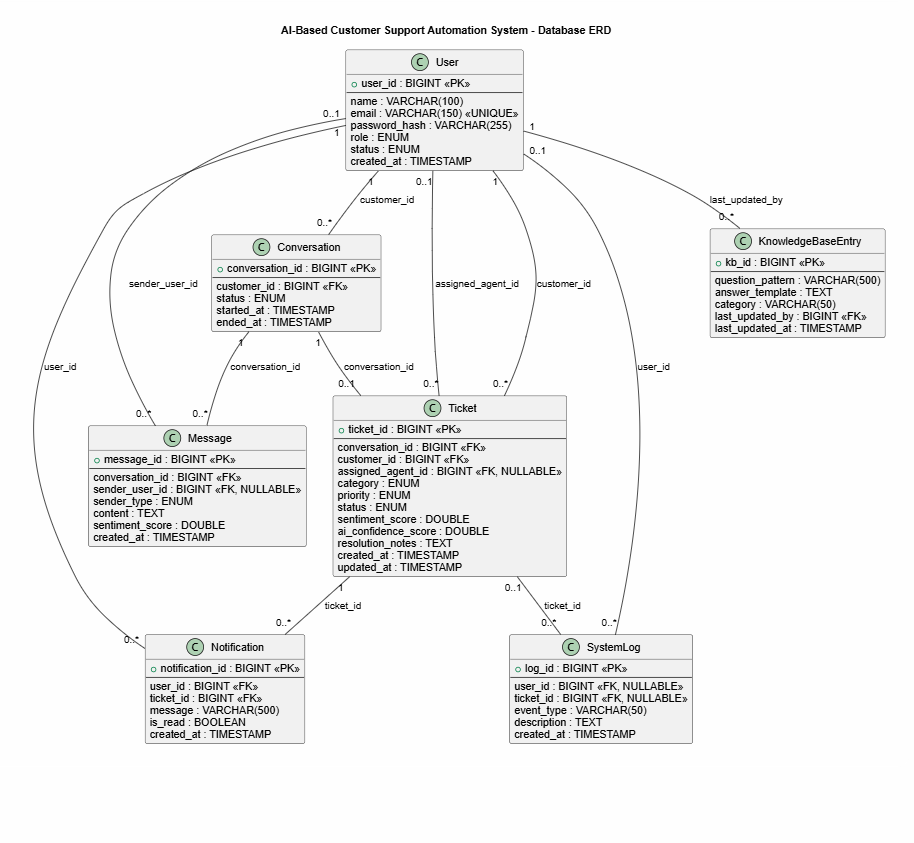 AI-Based Customer Support Automation System - Database ERD
C User
user_id : BIGINT «PK»
name : VARCHAR(100)
email : VARCHAR(150) «UNIQUE»
password_hash : VARCHAR(255)
role : ENUM
status : ENUM
created_at : TIMESTAMP
0..1
1
1
0..1
1
0..1
1
customer_id
0..*
last_updated_by
0..*
C Conversation
conversation_id : BIGINT «PK»
customer_id : BIGINT «FK»
status : ENUM
started_at : TIMESTAMP
ended_at : TIMESTAMP
C KnowledgeBaseEntry
kb_id : BIGINT «PK»
question_pattern : VARCHAR(500)
answer_template : TEXT
category : VARCHAR(50)
last_updated_by : BIGINT «FK»
last_updated_at : TIMESTAMP
sender_user_id
assigned_agent_id
customer_id
1
1
user_id
conversation_id
conversation_id
user_id
0..*
0..*
0..1
0..*
0..*
C Message
message_id : BIGINT «PK»
conversation_id : BIGINT «FK»
sender_user_id : BIGINT «FK, NULLABLE»
sender_type : ENUM
content : TEXT
sentiment_score : DOUBLE
created_at : TIMESTAMP
C Ticket
ticket_id : BIGINT «PK»
conversation_id : BIGINT «FK»
customer_id : BIGINT «FK»
assigned_agent_id : BIGINT «FK, NULLABLE»
category : ENUM
priority : ENUM
status : ENUM
sentiment_score : DOUBLE
ai_confidence_score : DOUBLE
resolution_notes : TEXT
created_at : TIMESTAMP
updated_at : TIMESTAMP
1
0..1
ticket_id
ticket_id
0..*
0..*
0..*
0..*
C Notification
notification_id : BIGINT «PK»
user_id : BIGINT «FK»
ticket_id : BIGINT «FK»
message : VARCHAR(500)
is_read : BOOLEAN
created_at : TIMESTAMP
C SystemLog
log_id : BIGINT «PK»
user_id : BIGINT «FK, NULLABLE»
ticket_id : BIGINT «FK, NULLABLE»
event_type : VARCHAR(50)
description : TEXT
created_at : TIMESTAMP